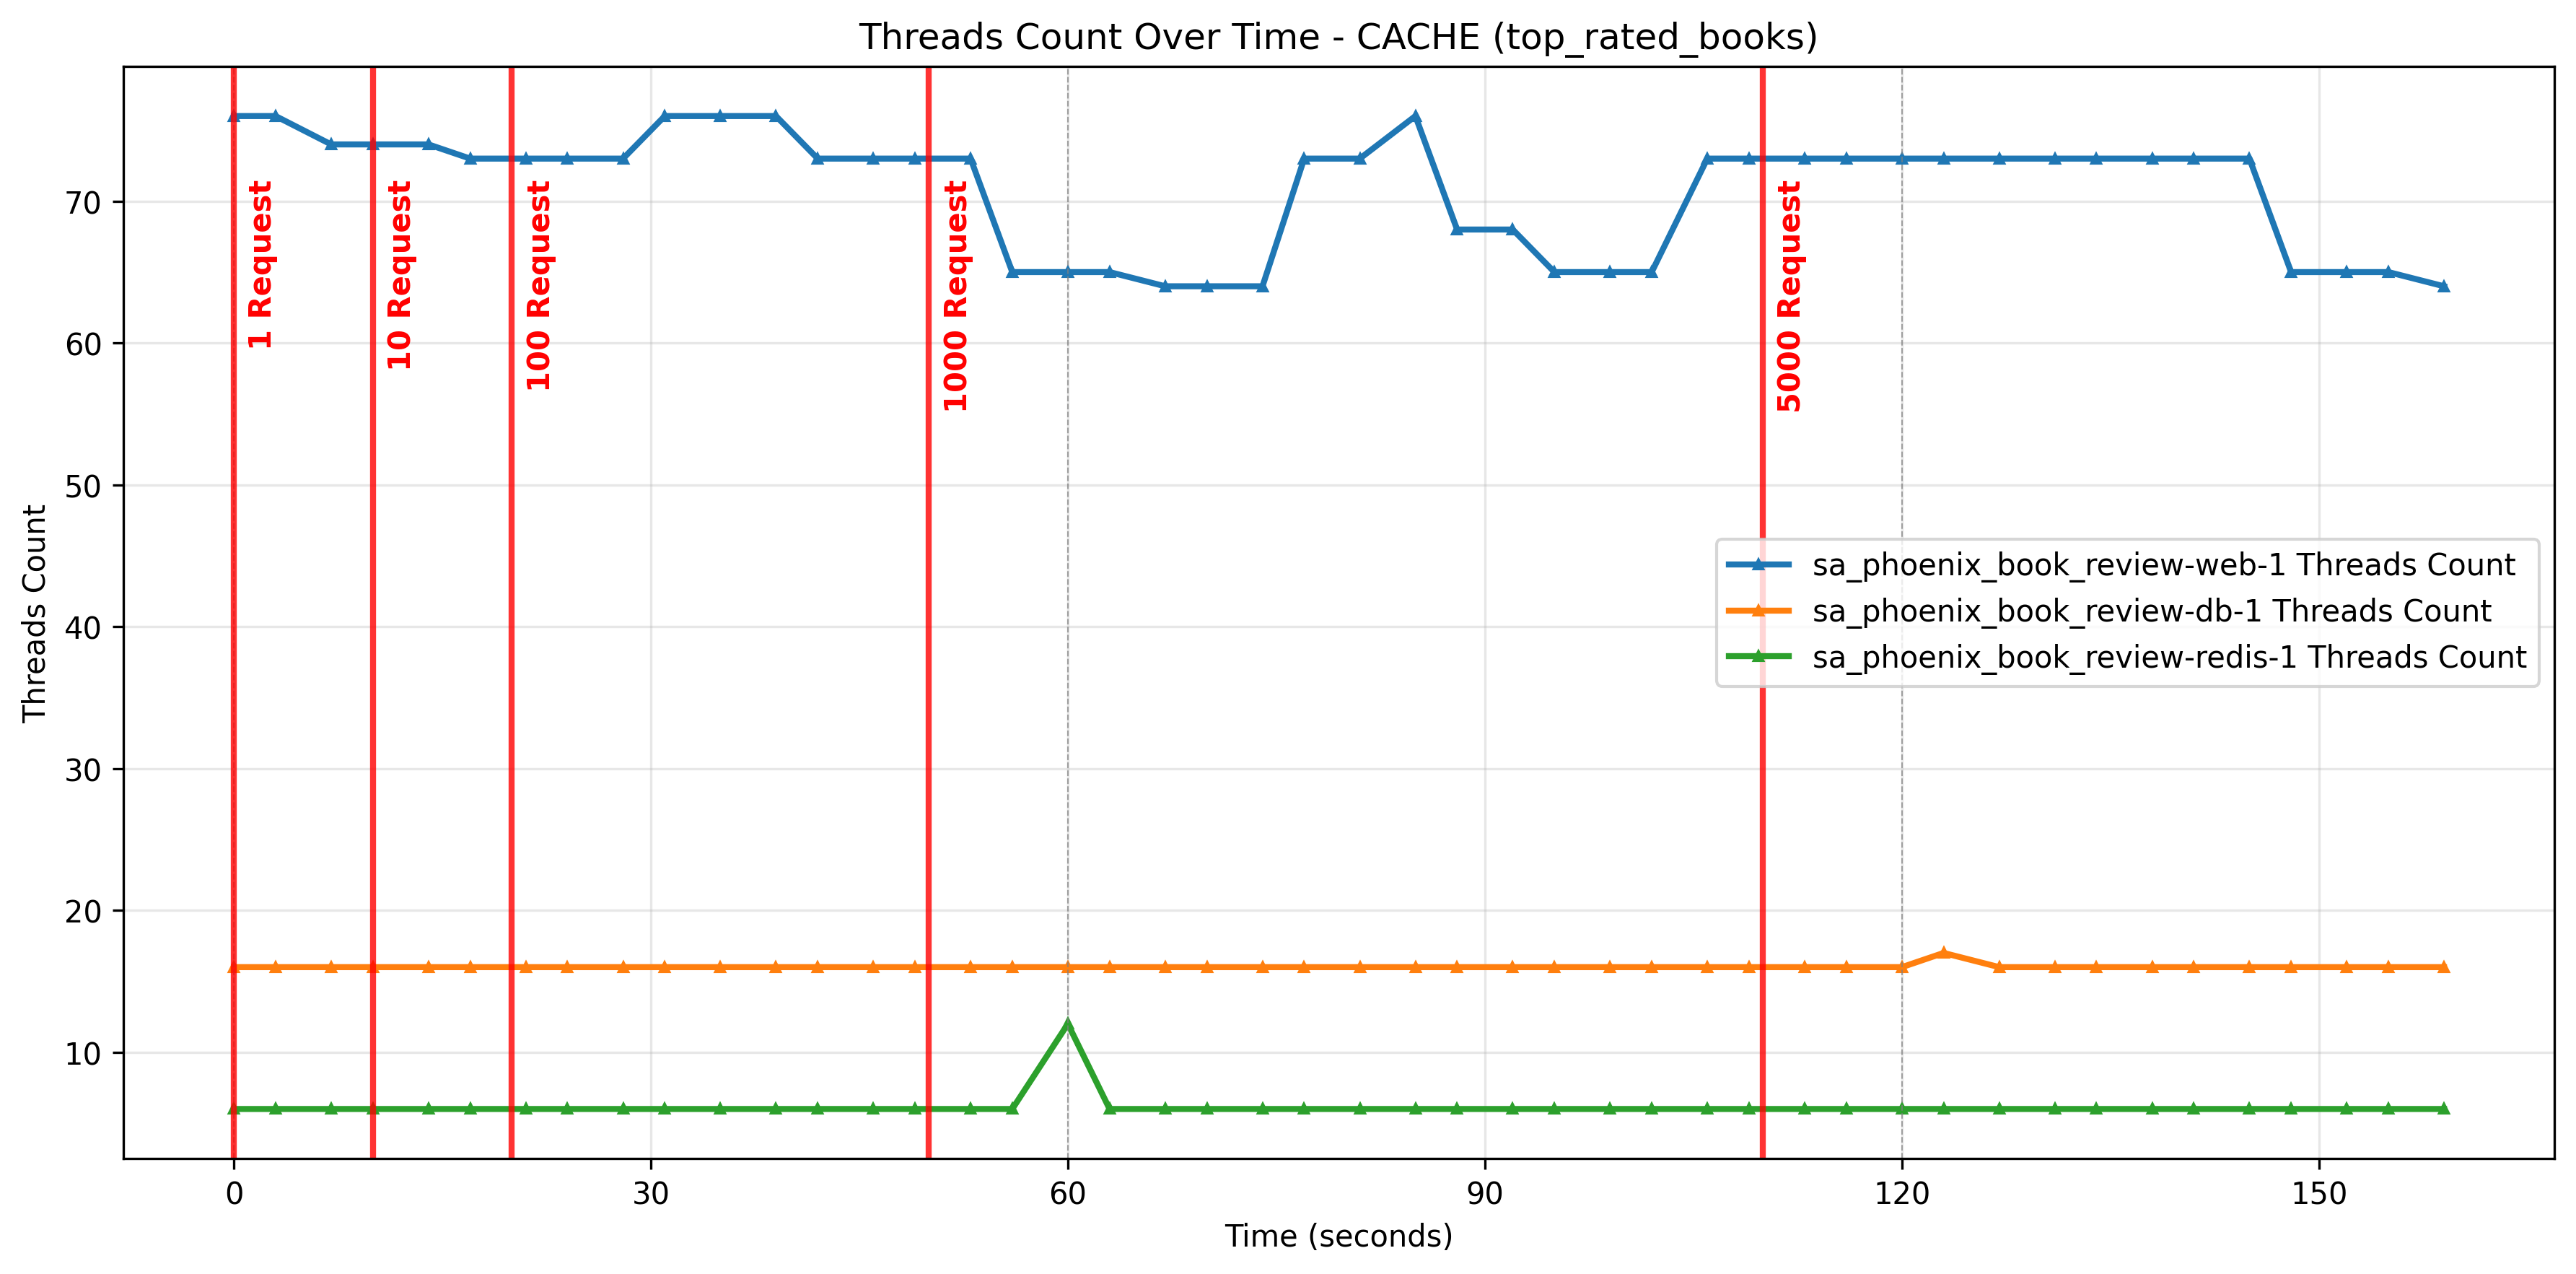 Threads Count Over Time - CACHE (top_rated_books)
Threads Count
70
60
50
40
30
20
10
1 Request
10 Request
100 Request
1000 Request
5000 Request
sa_phoenix_book_review-web-1 Threads Count
sa_phoenix_book_review-db-1 Threads Count
sa_phoenix_book_review-redis-1 Threads Count
0
30
60
90
120
150
Time (seconds)